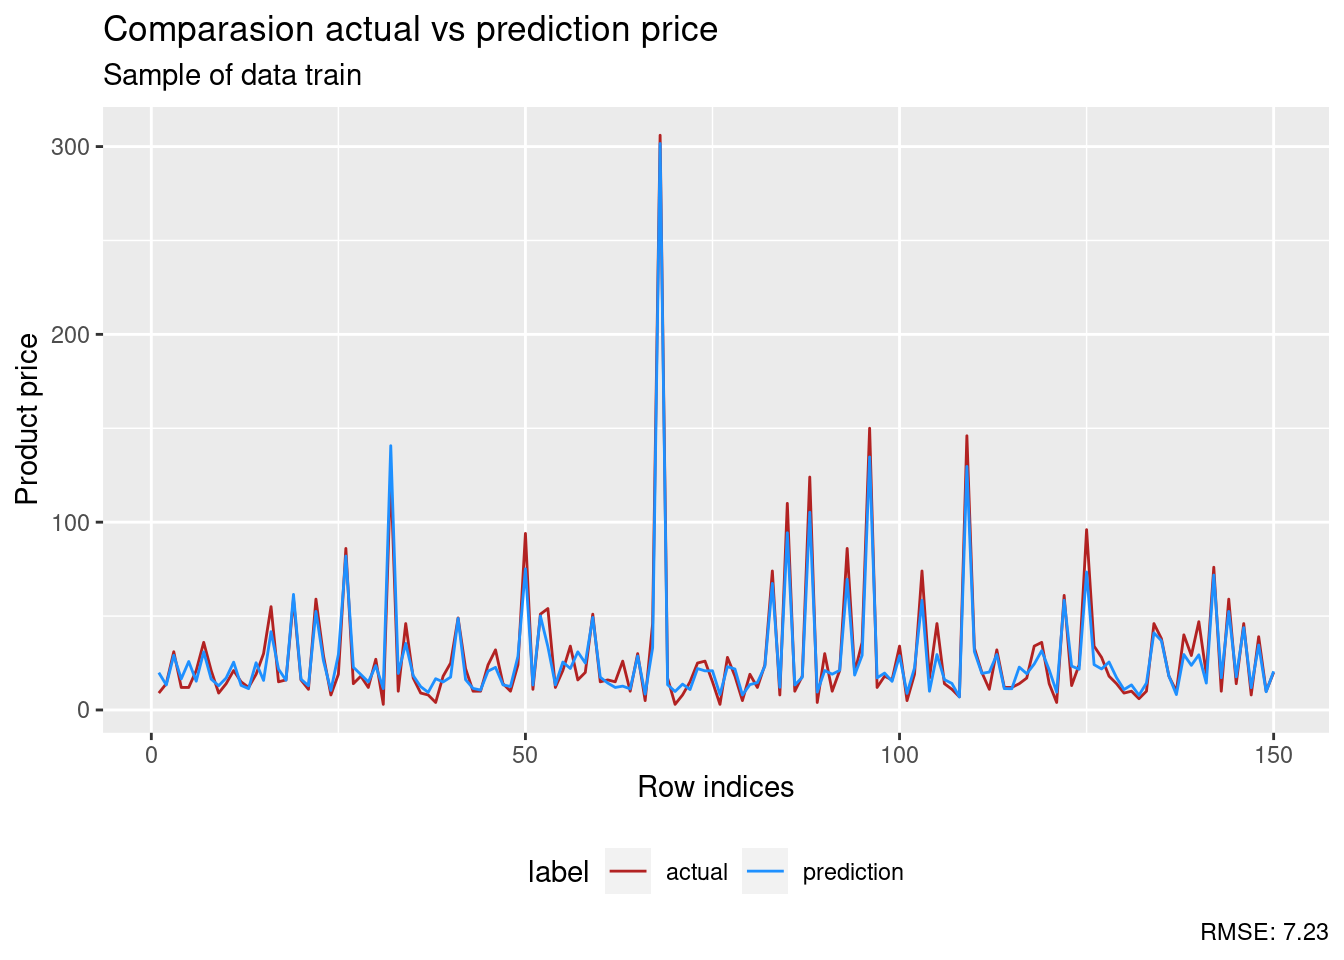 Comparasion actual vs prediction price
Sample of data train
300
200
100
0
Product price
0 50 100 150
Row indices
label actual prediction
RMSE: 7.23